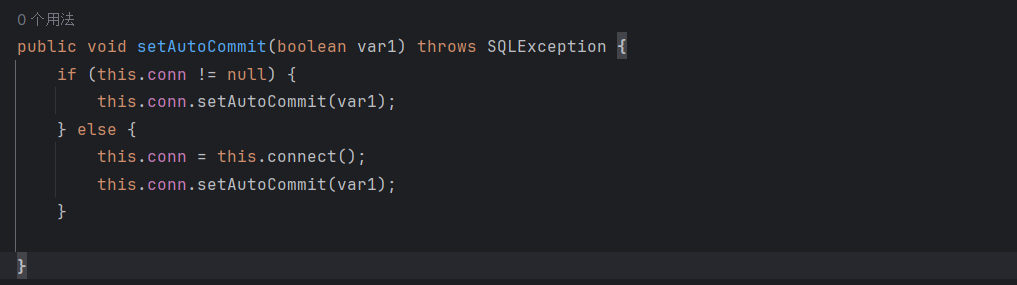 0 个用法
public void setAutoCommit(boolean var1) throws SQLException {
    if (this.conn != null) {
        this.conn.setAutoCommit(var1);
    } else {
        this.conn = this.connect();
        this.conn.setAutoCommit(var1);
    }
}